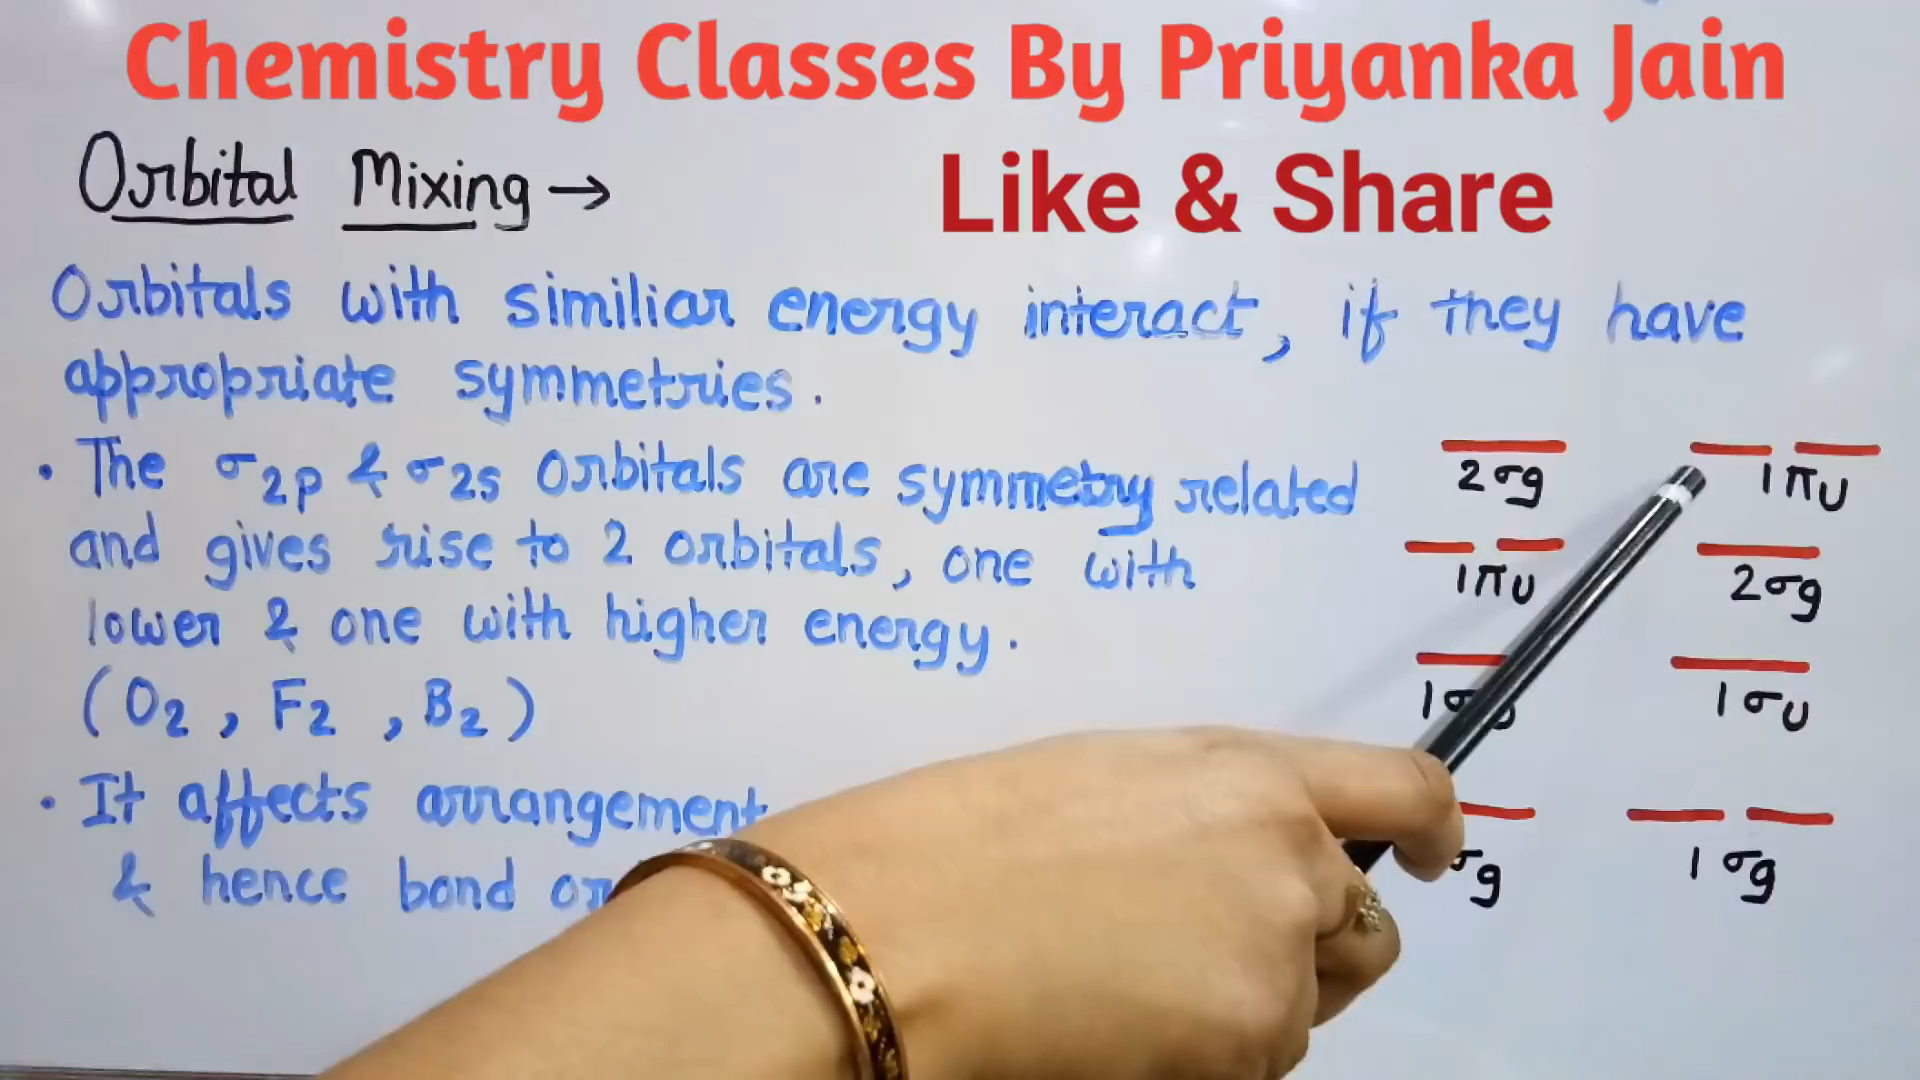 Chemistry Classes By Priyanka Jain
Orbital Mixing →
Like & Share
Orbitals with similiar energy interact, if they have
appropriate symmetries.
• The σ2p & σ2s Orbitals are symmetry related
and gives rise to 2 orbitals, one with
lower & one with higher energy.
(O2, F2, B2)
• It affects arrangement
& hence bond
2σg
1πu
1πu
2σg
1σu
σg
1σg